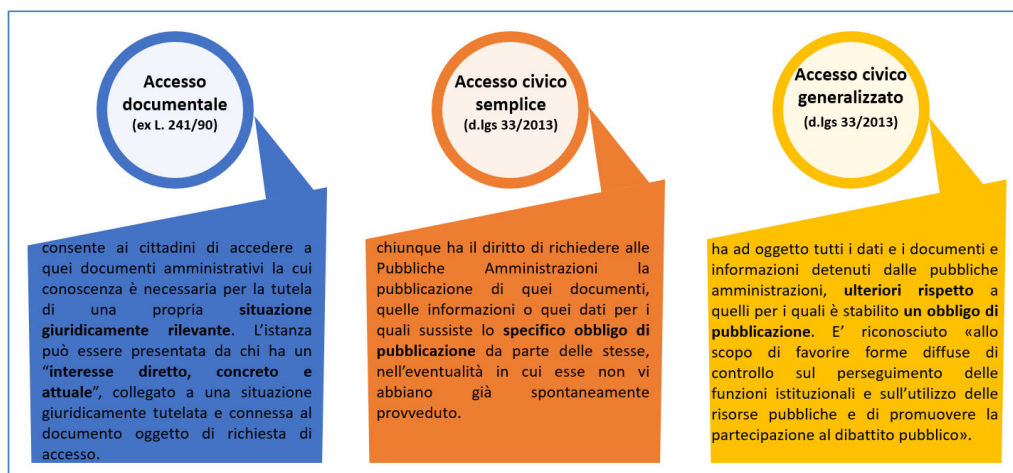 Accesso
documentale
(ex L. 241/90)
consente ai cittadini di accedere a
quei documenti amministrativi la cui
conoscenza è necessaria per la tutela
di una propria situazione
giuridicamente rilevante. L’istanza
può essere presentata da chi ha un
“interesse diretto, concreto e
attuale”, collegato a una situazione
giuridicamente tutelata e connessa al
documento oggetto di richiesta di
accesso.
Accesso civico
semplice
(d.lgs 33/2013)
chiunque ha il diritto di richiedere alle
Pubbliche Amministrazioni la
pubblicazione di quei documenti,
quelle informazioni o quei dati per i
quali sussiste lo specifico obbligo di
pubblicazione da parte delle stesse,
nell’eventualità in cui esse non vi
abbiano già spontaneamente
provveduto.
Accesso civico
generalizzato
(d.lgs 33/2013)
ha ad oggetto tutti i dati e i documenti e
informazioni detenuti dalle pubbliche
amministrazioni, ulteriori rispetto a
quelli per i quali è stabilito un obbligo di
pubblicazione. E’ riconosciuto «allo
scopo di favorire forme diffuse di
controllo sul perseguimento delle
funzioni istituzionali e sull’utilizzo delle
risorse pubbliche e di promuovere la
partecipazione al dibattito pubblico».